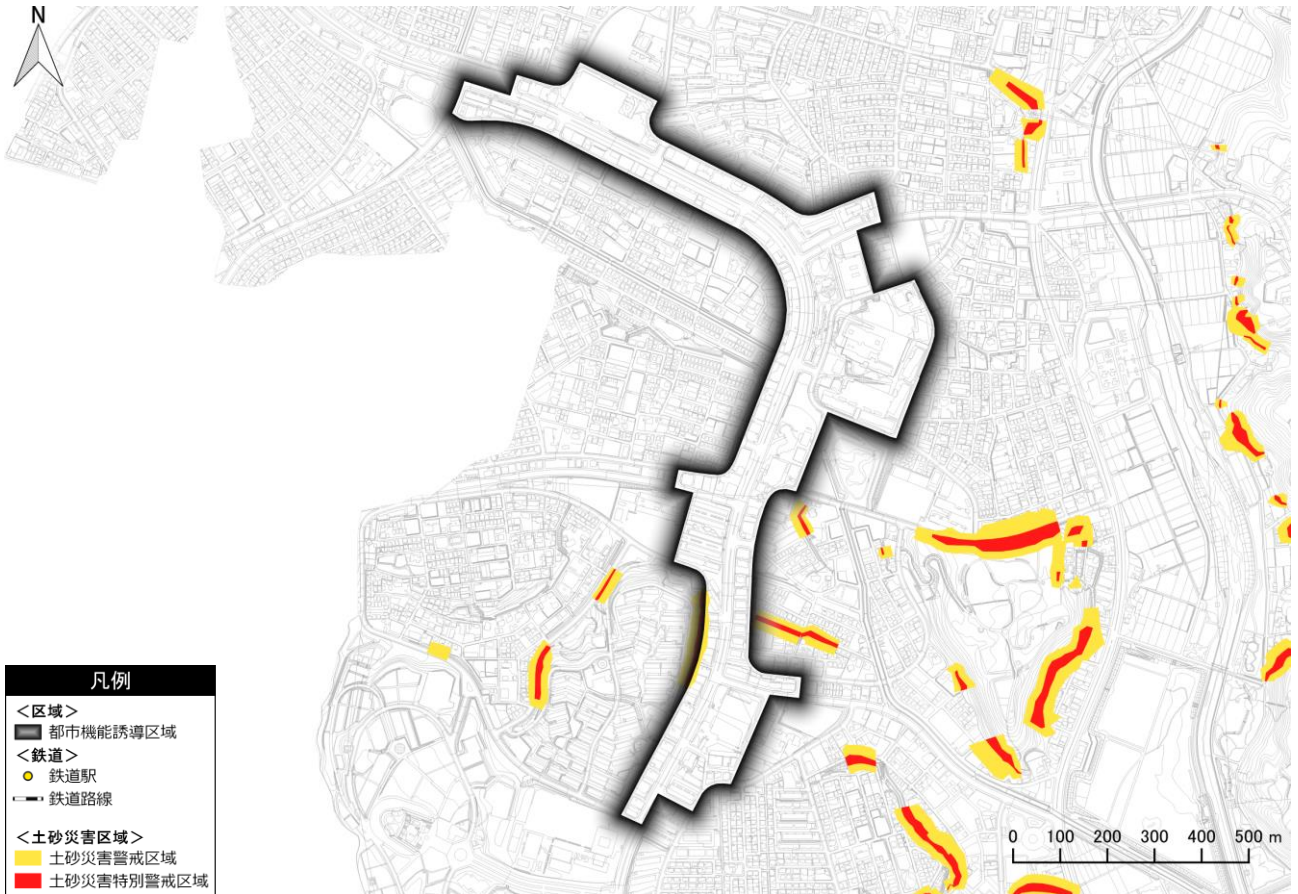 N
凡例
＜区域＞
都市機能誘導区域
＜鉄道＞
鉄道駅
鉄道路線
＜土砂災害区域＞
土砂災害警戒区域
土砂災害特別警戒区域
0 100 200 300 400 500 m